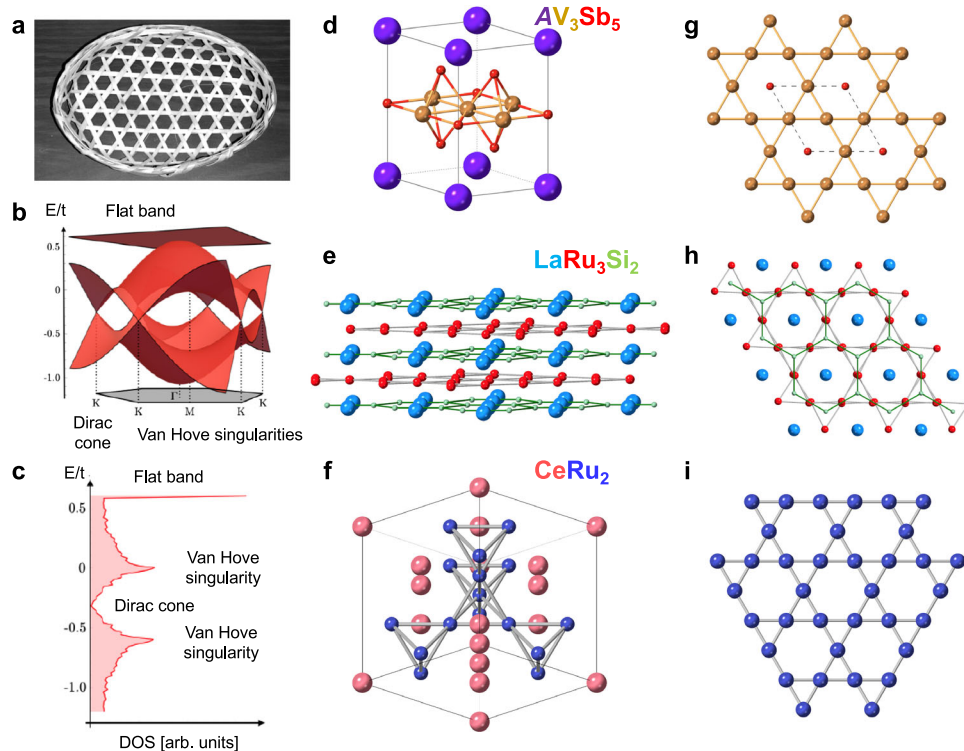 a
b
E/t
Flat band
0.5
0
-0.5
-1.0
K
K
Γ
M
K
K
Dirac
cone
Van Hove singularities
c
E/t
Flat band
0.5
0
-0.5
-1.0
Van Hove
singularity
Dirac cone
Van Hove
singularity
DOS [arb. units]
d
AV₃Sb₅
e
LaRu₃Si₂
f
CeRu₂
g
h
i